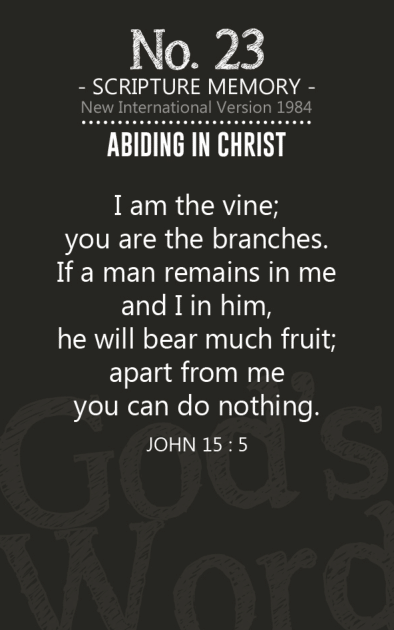 No. 23
- SCRIPTURE MEMORY -
New International Version 1984
ABIDING IN CHRIST
I am the vine;
you are the branches.
If a man remains in me
and I in him,
he will bear much fruit;
apart from me
you can do nothing.
JOHN 15 : 5
God's
Word